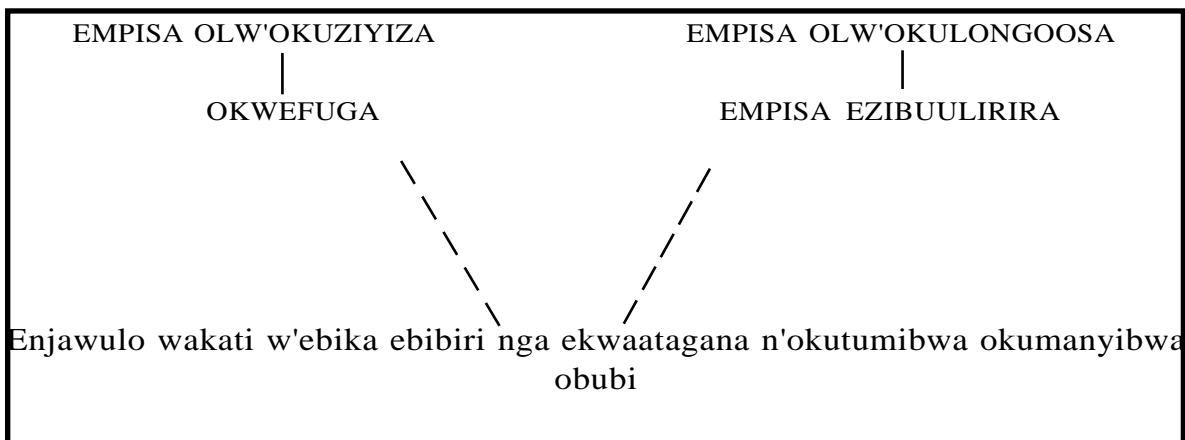 EMPISA OLW'OKUZIYIZA
EMPISA OLW'OKULONGOOSA
OKWEFUGA
EMPISA EZIBUULIRIRA
Enjawulo wakati w'ebika ebibiri nga ekwaatagana n'okutumibwa okumanyibwa
obubi